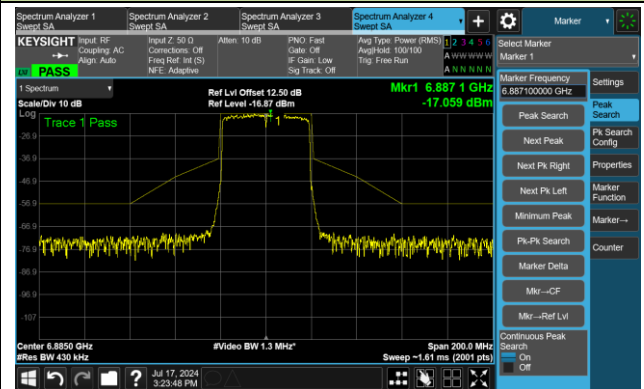 Spectrum Analyzer 1
Swept SA
Spectrum Analyzer 2
Swept SA
Spectrum Analyzer 3
Swept SA
Spectrum Analyzer 4
Swept SA
Marker
KEYSIGHT
Input: RF
Coupling: AC
Align: Auto
Input Z: 50 Ω
Corrections: Off
Freq Ref: Int (S)
NFE: Adaptive
Atten: 10 dB
PNO: Fast
Gate: Off
IF Gain: Low
Sig Track: Off
Avg Type: Power (RMS)
Avg|Hold: 100/100
Trig: Free Run
1 2 3 4 5 6
A W W W W W
A N N N N N
PASS
Select Marker
Marker 1
1 Spectrum
Scale/Div 10 dB
Ref Lvl Offset 12.50 dB
Ref Level -16.87 dBm
Mkr1 6.887 1 GHz
-17.059 dBm
Log
Trace 1 Pass
-26.9
-36.9
-46.9
-56.9
-66.9
-76.9
-86.9
-96.9
-107
Center 6.8850 GHz
#Res BW 430 kHz
#Video BW 1.3 MHz*
Span 200.0 MHz
Sweep ~1.61 ms (2001 pts)
Marker Frequency
6.887100000 GHz
Peak Search
Next Peak
Next Pk Right
Next Pk Left
Minimum Peak
Pk-Pk Search
Marker Delta
Mkr→CF
Mkr→Ref Lvl
Continuous Peak
Search
On
Off
Settings
Peak
Search
Pk Search
Config
Properties
Marker
Function
Marker→
Counter
Jul 17, 2024
3:23:48 PM